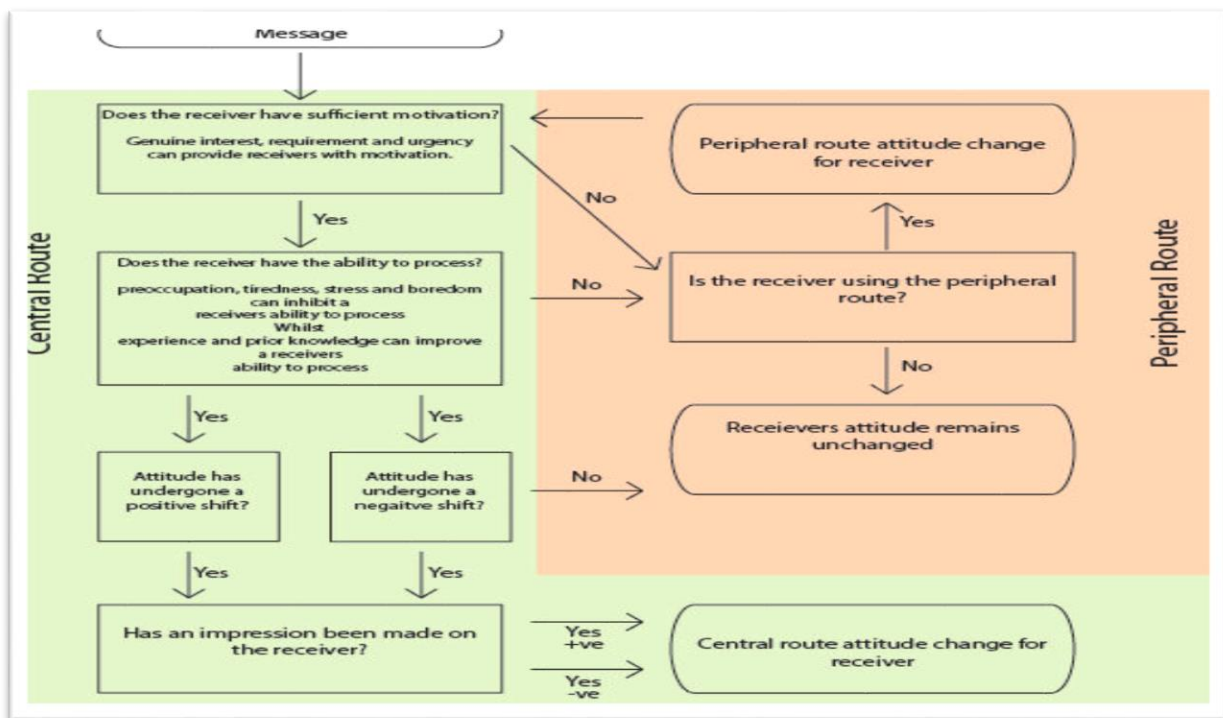 Message
Does the receiver have sufficient motivation?
Genuine interest, requirement and urgency
can provide receivers with motivation.
Yes
No
Does the receiver have the ability to process?
preoccupation, tiredness, stress and boredom
can inhibit a
receivers ability to process
Whilst
experience and prior knowledge can improve
a receivers
ability to process
No
Yes
Yes
Attitude has
undergone a
positive shift?
Attitude has
undergone a
negaitve shift?
No
Yes
Yes
Has an impression been made on
the receiver?
Yes
+ve
Yes
-ve
Central route attitude change for
receiver
Peripheral route attitude change
for receiver
Yes
Is the receiver using the peripheral
route?
No
Receievers attitude remains
unchanged
Central Route
Peripheral Route